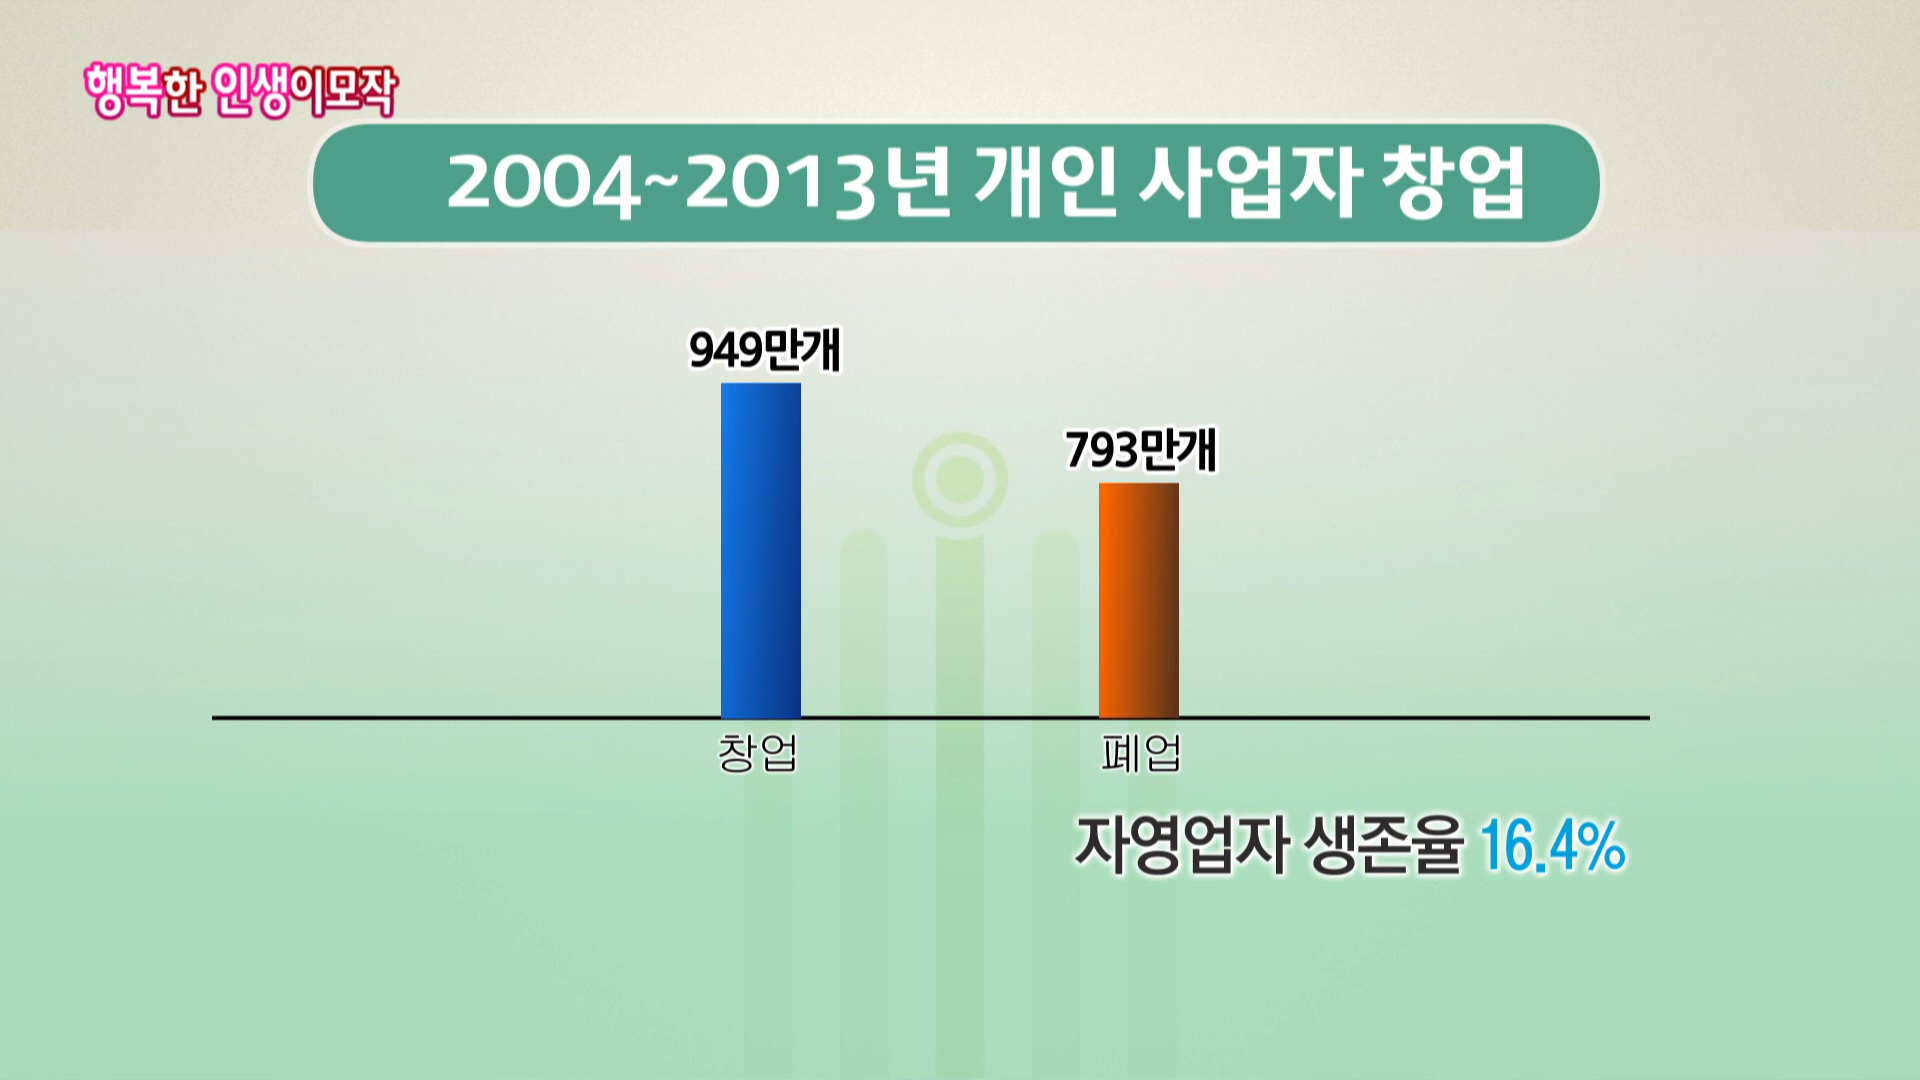 행복한 인생이모작
2004~2013년 개인 사업자 창업
949만개
793만개
창업
폐업
자영업자 생존율 16.4%